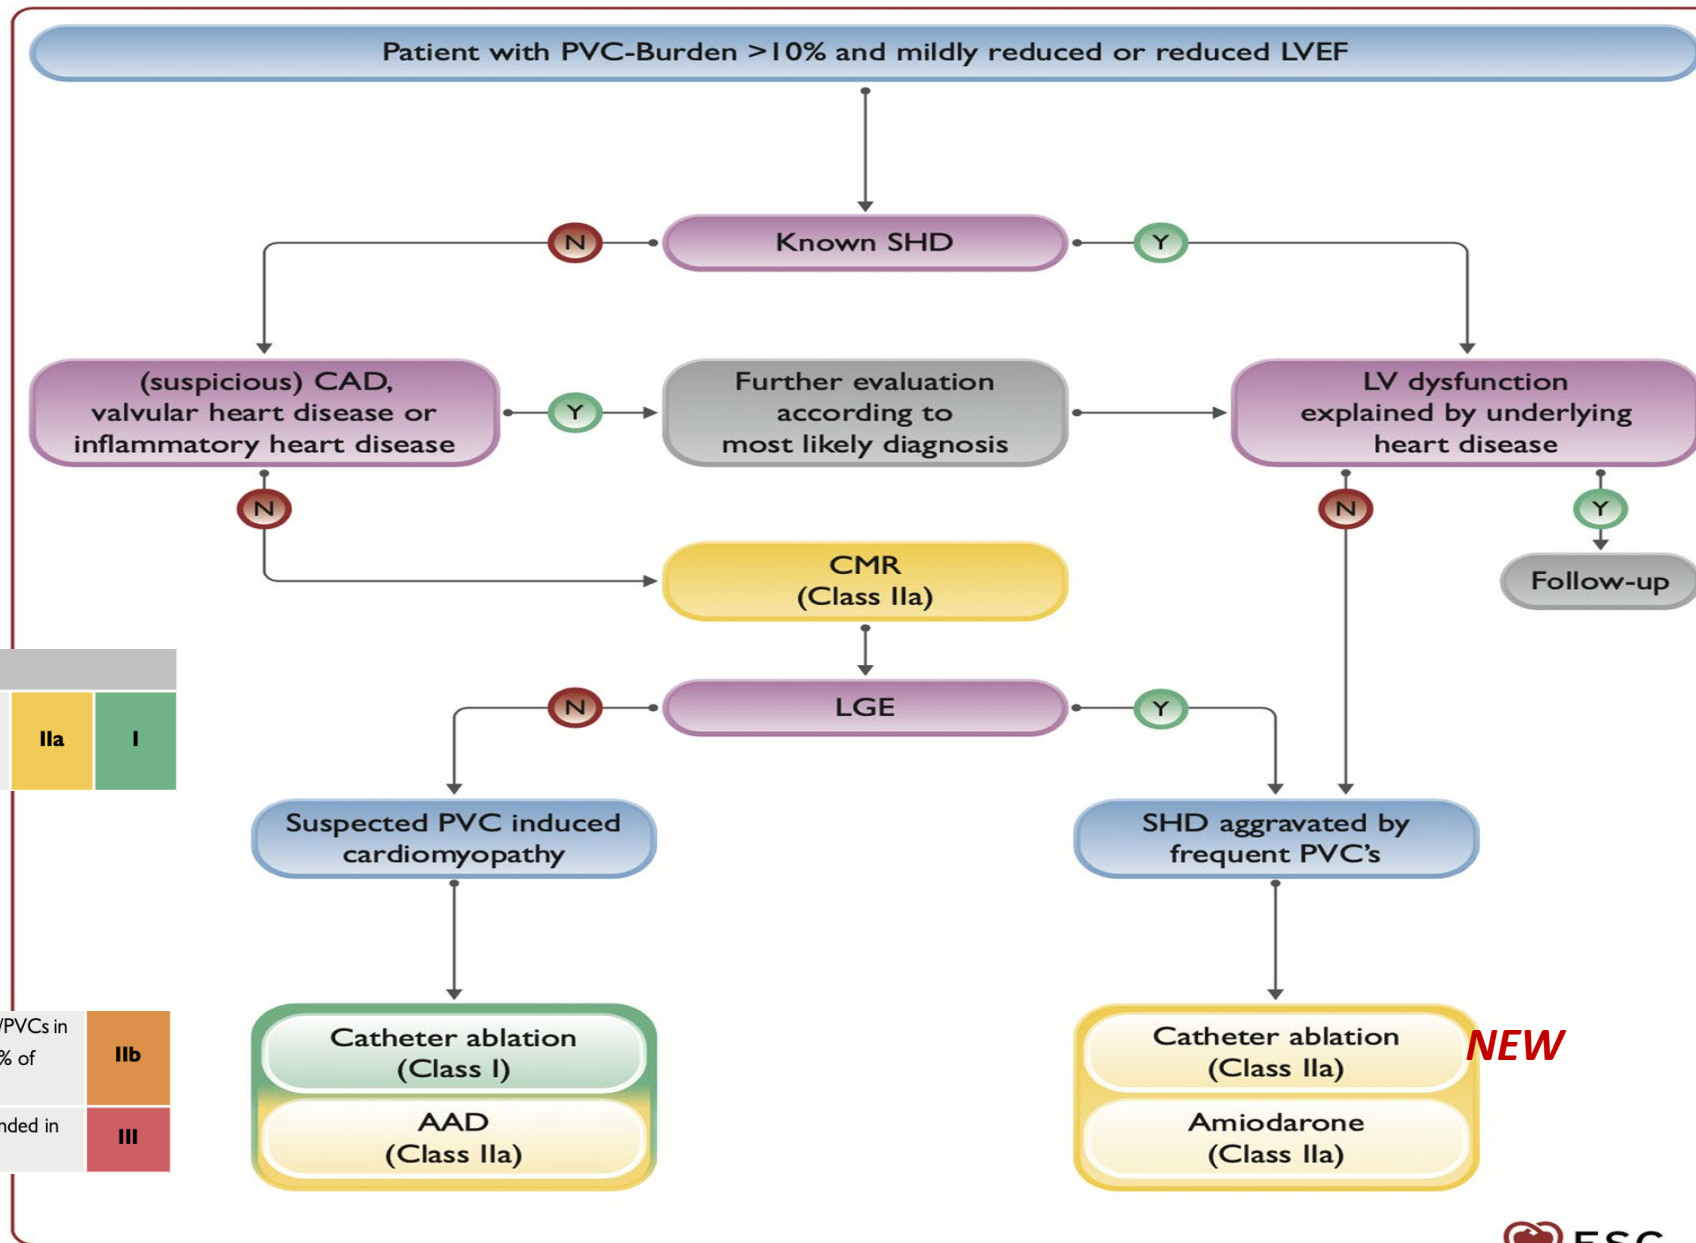 Patient with PVC-Burden >10% and mildly reduced or reduced LVEF
N
Known SHD
Y
(suspicious) CAD,
valvular heart disease or
inflammatory heart disease
Y
Further evaluation
according to
most likely diagnosis
LV dysfunction
explained by underlying
heart disease
N
N
Y
CMR
(Class IIa)
Follow-up
N
LGE
Y
IIa
I
Suspected PVC induced
cardiomyopathy
SHD aggravated by
frequent PVC's
/PVCs in
% of
IIb
nded in
III
Catheter ablation
(Class I)
AAD
(Class IIa)
Catheter ablation
(Class IIa)
NEW
Amiodarone
(Class IIa)
ESC